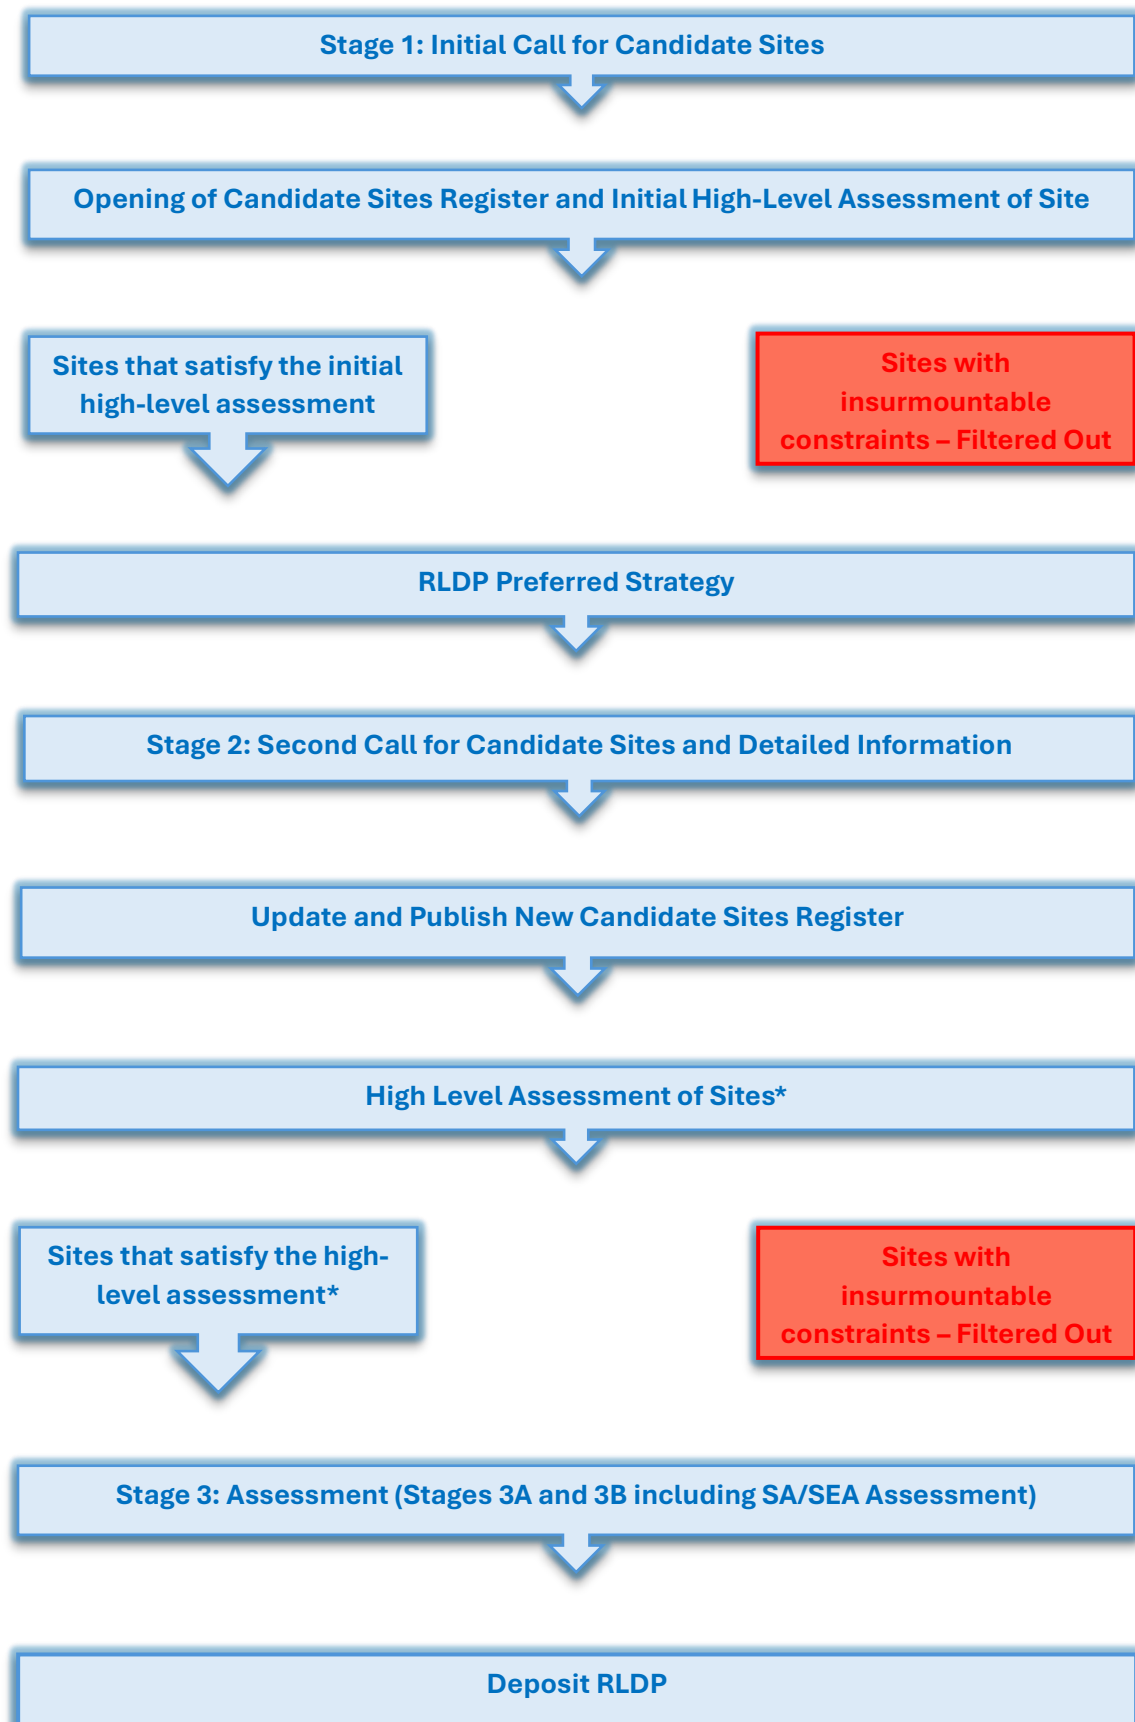 Stage 1: Initial Call for Candidate Sites
Opening of Candidate Sites Register and Initial High-Level Assessment of Site
Sites that satisfy the initial
high-level assessment
Sites with
insurmountable
constraints – Filtered Out
RLDP Preferred Strategy
Stage 2: Second Call for Candidate Sites and Detailed Information
Update and Publish New Candidate Sites Register
High Level Assessment of Sites*
Sites that satisfy the high-
level assessment*
Sites with
insurmountable
constraints – Filtered Out
Stage 3: Assessment (Stages 3A and 3B including SA/SEA Assessment)
Deposit RLDP